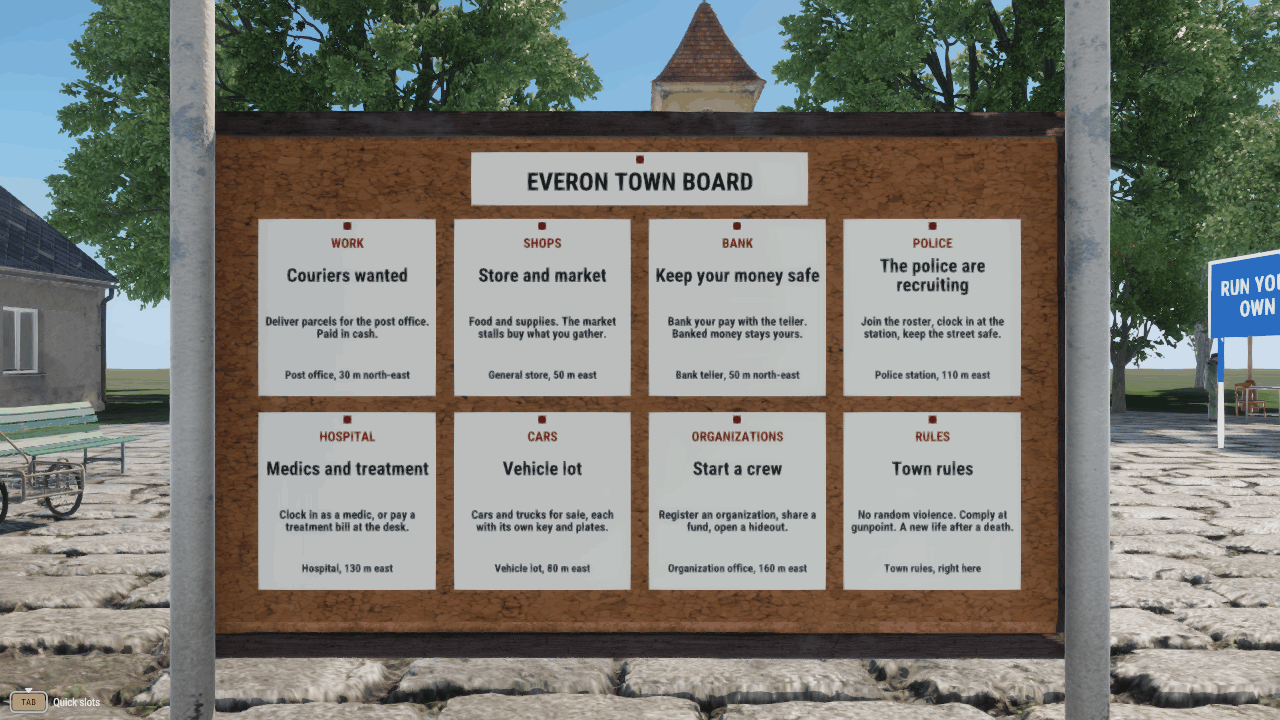 EVERON TOWN BOARD
WORK
Couriers wanted
Deliver parcels for the post office.
Paid in cash.
Post office, 30 m north-east
SHOPS
Store and market
Food and supplies. The market
stalls buy what you gather.
General store, 50 m east
BANK
Keep your money safe
Bank your pay with the teller.
Banked money stays yours.
Bank teller, 50 m north-east
POLICE
The police are
recruiting
Join the roster, clock in at the
station, keep the street safe.
Police station, 110 m east
HOSPITAL
Medics and treatment
Clock in as a medic, or pay a
treatment bill at the desk.
Hospital, 130 m east
CARS
Vehicle lot
Cars and trucks for sale, each
with its own key and plates.
Vehicle lot, 80 m east
ORGANIZATIONS
Start a crew
Register an organization, share a
fund, open a hideout.
Organization office, 160 m east
RULES
Town rules
No random violence. Comply at
gunpoint. A new life after a death.
Town rules, right here
RUN YO
OWN
TAB Quick slots